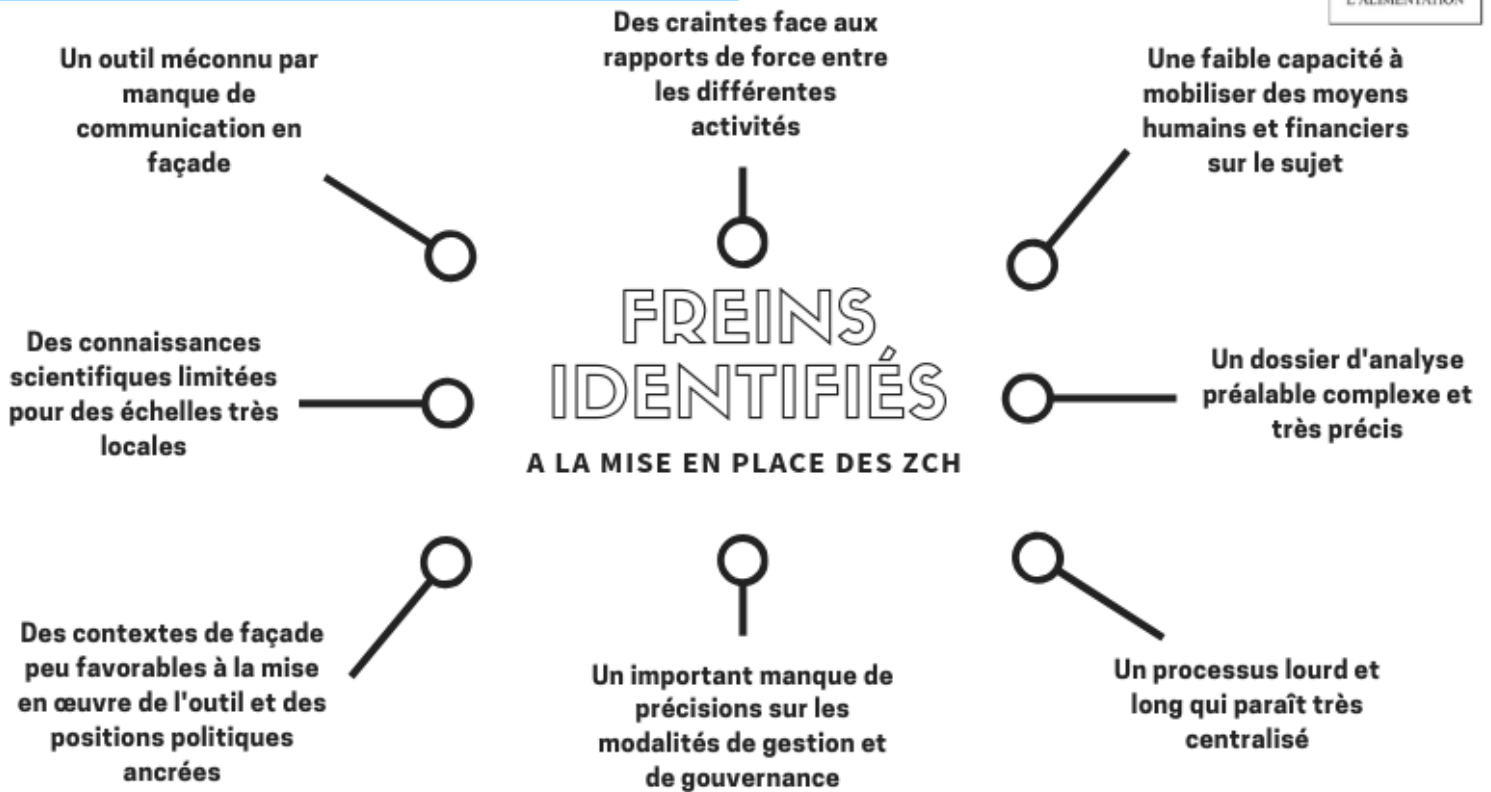 L'ALIMENTATION
Des craintes face aux
rapports de force entre
les différentes
activités
Un outil méconnu par
manque de
communication en
façade
Une faible capacité à
mobiliser des moyens
humains et financiers
sur le sujet
FREINS
IDENTIFIÉS
A LA MISE EN PLACE DES ZCH
Des connaissances
scientifiques limitées
pour des échelles très
locales
Un dossier d'analyse
préalable complexe et
très précis
Des contextes de façade
peu favorables à la mise
en œuvre de l'outil et des
positions politiques
ancrées
Un important manque de
précisions sur les
modalités de gestion et
de gouvernance
Un processus lourd et
long qui paraît très
centralisé